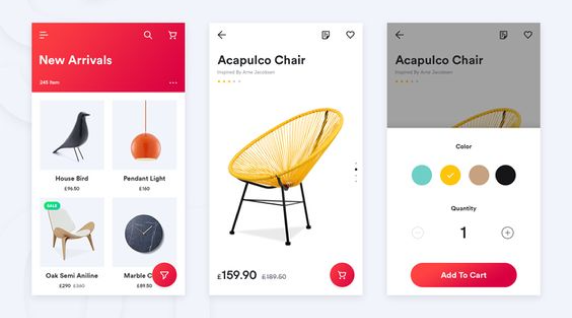 New Arrivals
248 item
House Bird
£96.50
Pendant Light
£160
SALE
Oak Semi Aniline
£290 £340
Marble C
£89.50
Acapulco Chair
Inspired By Arne Jacobsen
£159.90 £189.50
Acapulco Chair
Inspired By Arne Jacobsen
Color
Quantity
1
Add To Cart